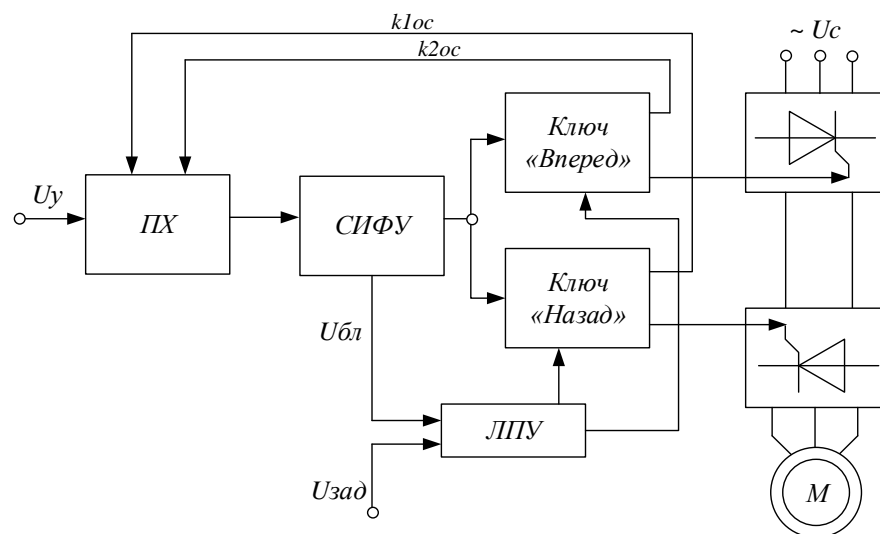 k1ос
k2ос
~ Uс
Ключ
«Вперед»
Uу
ПХ
СИФУ
Ключ
«Назад»
Uбл
ЛПУ
Uзад
М